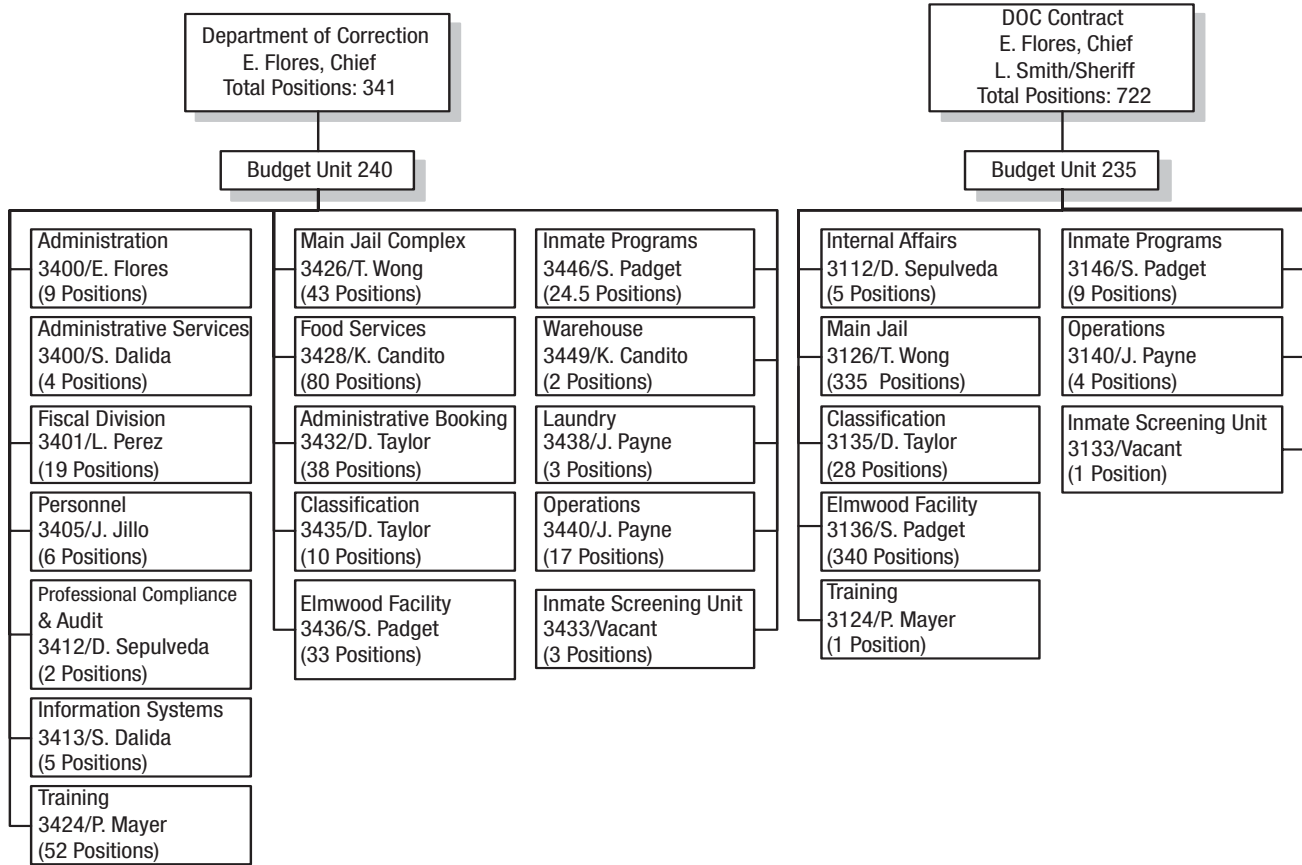 Department of Correction
E. Flores, Chief
Total Positions: 341
Budget Unit 240
Administration
3400/E. Flores
(9 Positions)
Administrative Services
3400/S. Dalida
(4 Positions)
Fiscal Division
3401/L. Perez
(19 Positions)
Personnel
3405/J. Jillo
(6 Positions)
Professional Compliance
& Audit
3412/D. Sepulveda
(2 Positions)
Information Systems
3413/S. Dalida
(5 Positions)
Training
3424/P. Mayer
(52 Positions)
Main Jail Complex
3426/T. Wong
(43 Positions)
Food Services
3428/K. Candito
(80 Positions)
Administrative Booking
3432/D. Taylor
(38 Positions)
Classification
3435/D. Taylor
(10 Positions)
Elmwood Facility
3436/S. Padget
(33 Positions)
Inmate Programs
3446/S. Padget
(24.5 Positions)
Warehouse
3449/K. Candito
(2 Positions)
Laundry
3438/J. Payne
(3 Positions)
Operations
3440/J. Payne
(17 Positions)
Inmate Screening Unit
3433/Vacant
(3 Positions)
DOC Contract
E. Flores, Chief
L. Smith/Sheriff
Total Positions: 722
Budget Unit 235
Internal Affairs
3112/D. Sepulveda
(5 Positions)
Main Jail
3126/T. Wong
(335 Positions)
Classification
3135/D. Taylor
(28 Positions)
Elmwood Facility
3136/S. Padget
(340 Positions)
Training
3124/P. Mayer
(1 Position)
Inmate Programs
3146/S. Padget
(9 Positions)
Operations
3140/J. Payne
(4 Positions)
Inmate Screening Unit
3133/Vacant
(1 Position)